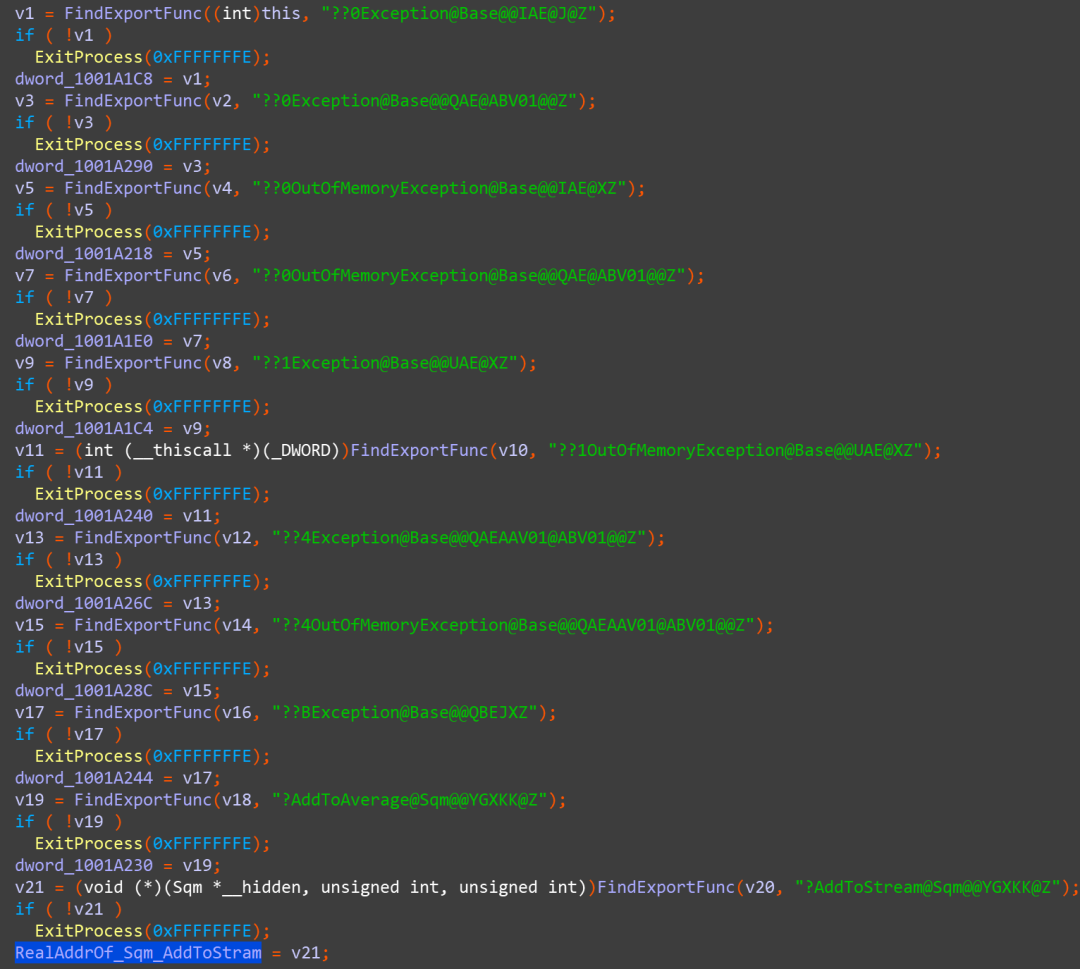 v1 = FindExportFunc((int)this, "??0Exception@Base@@IAE@J@Z");
if ( !v1 )
ExitProcess(0xFFFFFFFE);
dword_1001A1C8 = v1;
v3 = FindExportFunc(v2, "??0Exception@Base@@QAE@ABV01@@Z");
if ( !v3 )
ExitProcess(0xFFFFFFFE);
dword_1001A290 = v3;
v5 = FindExportFunc(v4, "??0OutOfMemoryException@Base@@IAE@XZ");
if ( !v5 )
ExitProcess(0xFFFFFFFE);
dword_1001A218 = v5;
v7 = FindExportFunc(v6, "??0OutOfMemoryException@Base@@QAE@ABV01@@Z");
if ( !v7 )
ExitProcess(0xFFFFFFFE);
dword_1001A1E0 = v7;
v9 = FindExportFunc(v8, "??1Exception@Base@@UAE@XZ");
if ( !v9 )
ExitProcess(0xFFFFFFFE);
dword_1001A1C4 = v9;
v11 = (int (__thiscall *)(_DWORD))FindExportFunc(v10, "??1OutOfMemoryException@Base@@UAE@XZ");
if ( !v11 )
ExitProcess(0xFFFFFFFE);
dword_1001A240 = v11;
v13 = FindExportFunc(v12, "??4Exception@Base@@QAEAAV01@ABV01@@Z");
if ( !v13 )
ExitProcess(0xFFFFFFFE);
dword_1001A26C = v13;
v15 = FindExportFunc(v14, "??4OutOfMemoryException@Base@@QAEAAV01@ABV01@@Z");
if ( !v15 )
ExitProcess(0xFFFFFFFE);
dword_1001A28C = v15;
v17 = FindExportFunc(v16, "??BException@Base@@QBEJXZ");
if ( !v17 )
ExitProcess(0xFFFFFFFE);
dword_1001A244 = v17;
v19 = FindExportFunc(v18, "?AddToAverage@Sqm@@YGXKK@Z");
if ( !v19 )
ExitProcess(0xFFFFFFFE);
dword_1001A230 = v19;
v21 = (void (*)(Sqm *__hidden, unsigned int, unsigned int))FindExportFunc(v20, "?AddToStream@Sqm@@YGXKK@Z");
if ( !v21 )
ExitProcess(0xFFFFFFFE);
RealAddrOf_Sqm_AddToStram = v21;